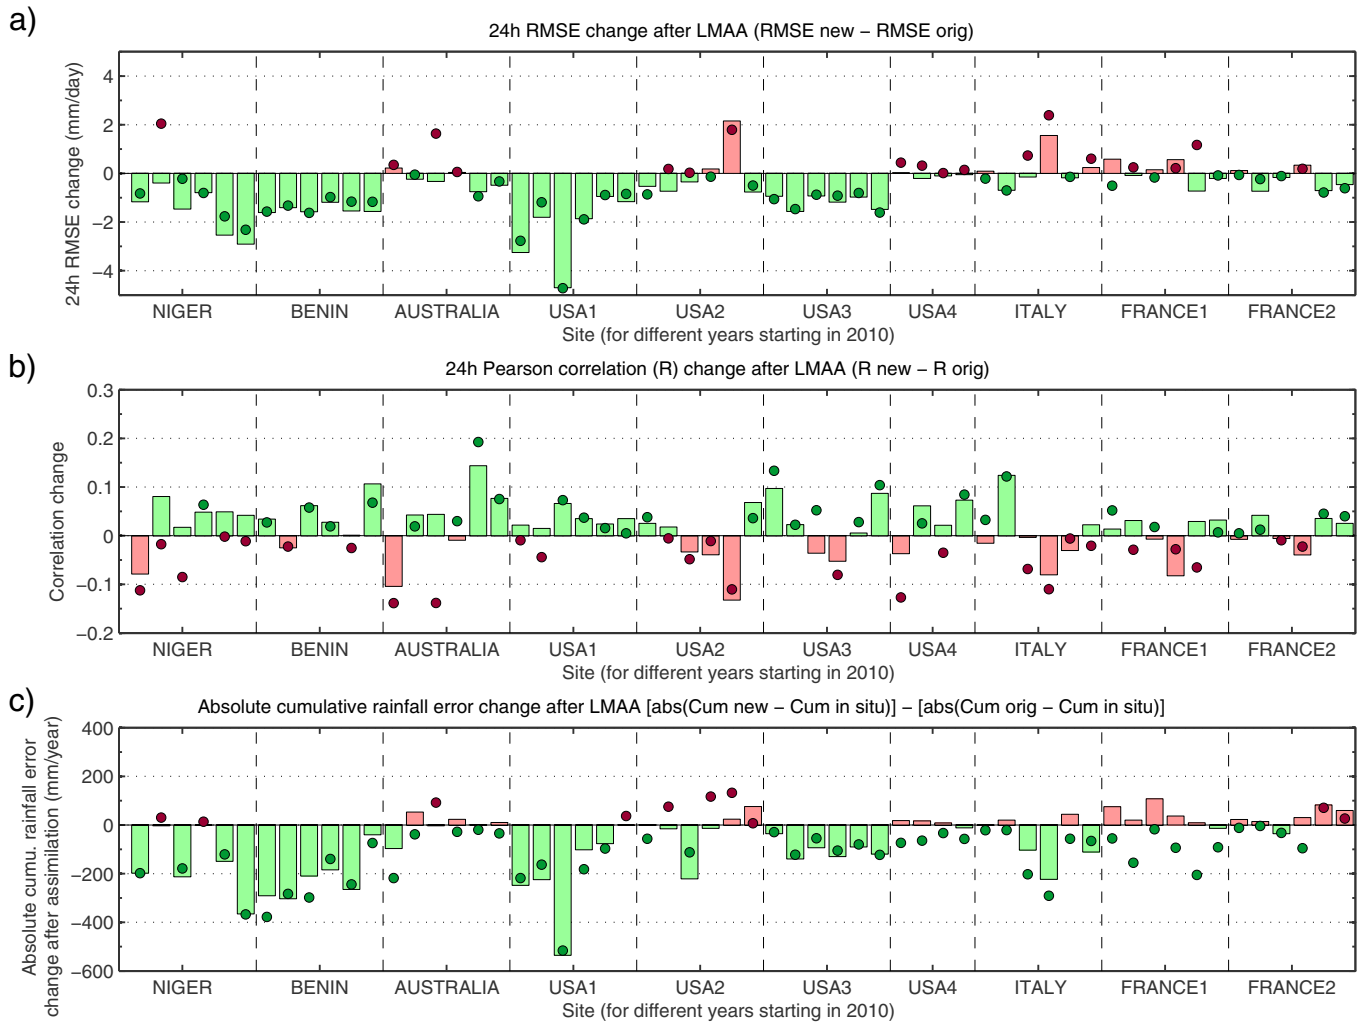 a)
24h RMSE change after LMAA (RMSE new − RMSE orig)
24h RMSE change (mm/day)
4
2
0
−2
−4
NIGER BENIN AUSTRALIA USA1 USA2 USA3 USA4 ITALY FRANCE1 FRANCE2
Site (for different years starting in 2010)
b)
24h Pearson correlation (R) change after LMAA (R new − R orig)
Correlation change
0.3
0.2
0.1
0
−0.1
−0.2
NIGER BENIN AUSTRALIA USA1 USA2 USA3 USA4 ITALY FRANCE1 FRANCE2
Site (for different years starting in 2010)
c)
Absolute cumulative rainfall error change after LMAA [abs(Cum new − Cum in situ)] − [abs(Cum orig − Cum in situ)]
Absolute cumu. rainfall error
change after assimilation (mm/year)
400
200
0
−200
−400
−600
NIGER BENIN AUSTRALIA USA1 USA2 USA3 USA4 ITALY FRANCE1 FRANCE2
Site (for different years starting in 2010)